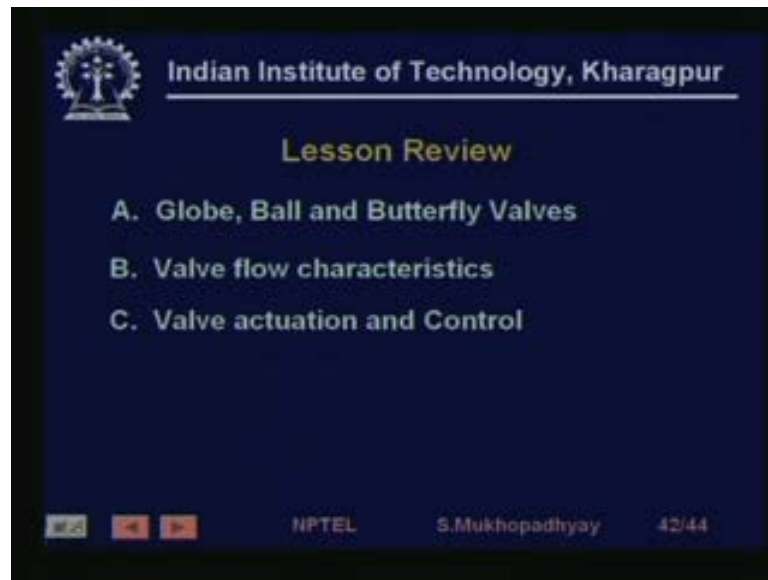 Indian Institute of Technology, Kharagpur
Lesson Review
A. Globe, Ball and Butterfly Valves
B. Valve flow characteristics
C. Valve actuation and Control
NPTEL S.Mukhopadhyay 42/44